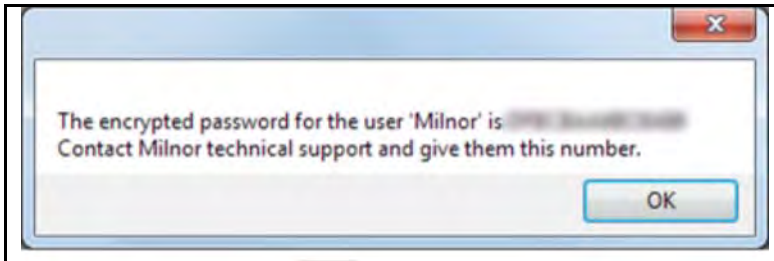 The encrypted password for the user 'Milnor' is
Contact Milnor technical support and give them this number.
OK